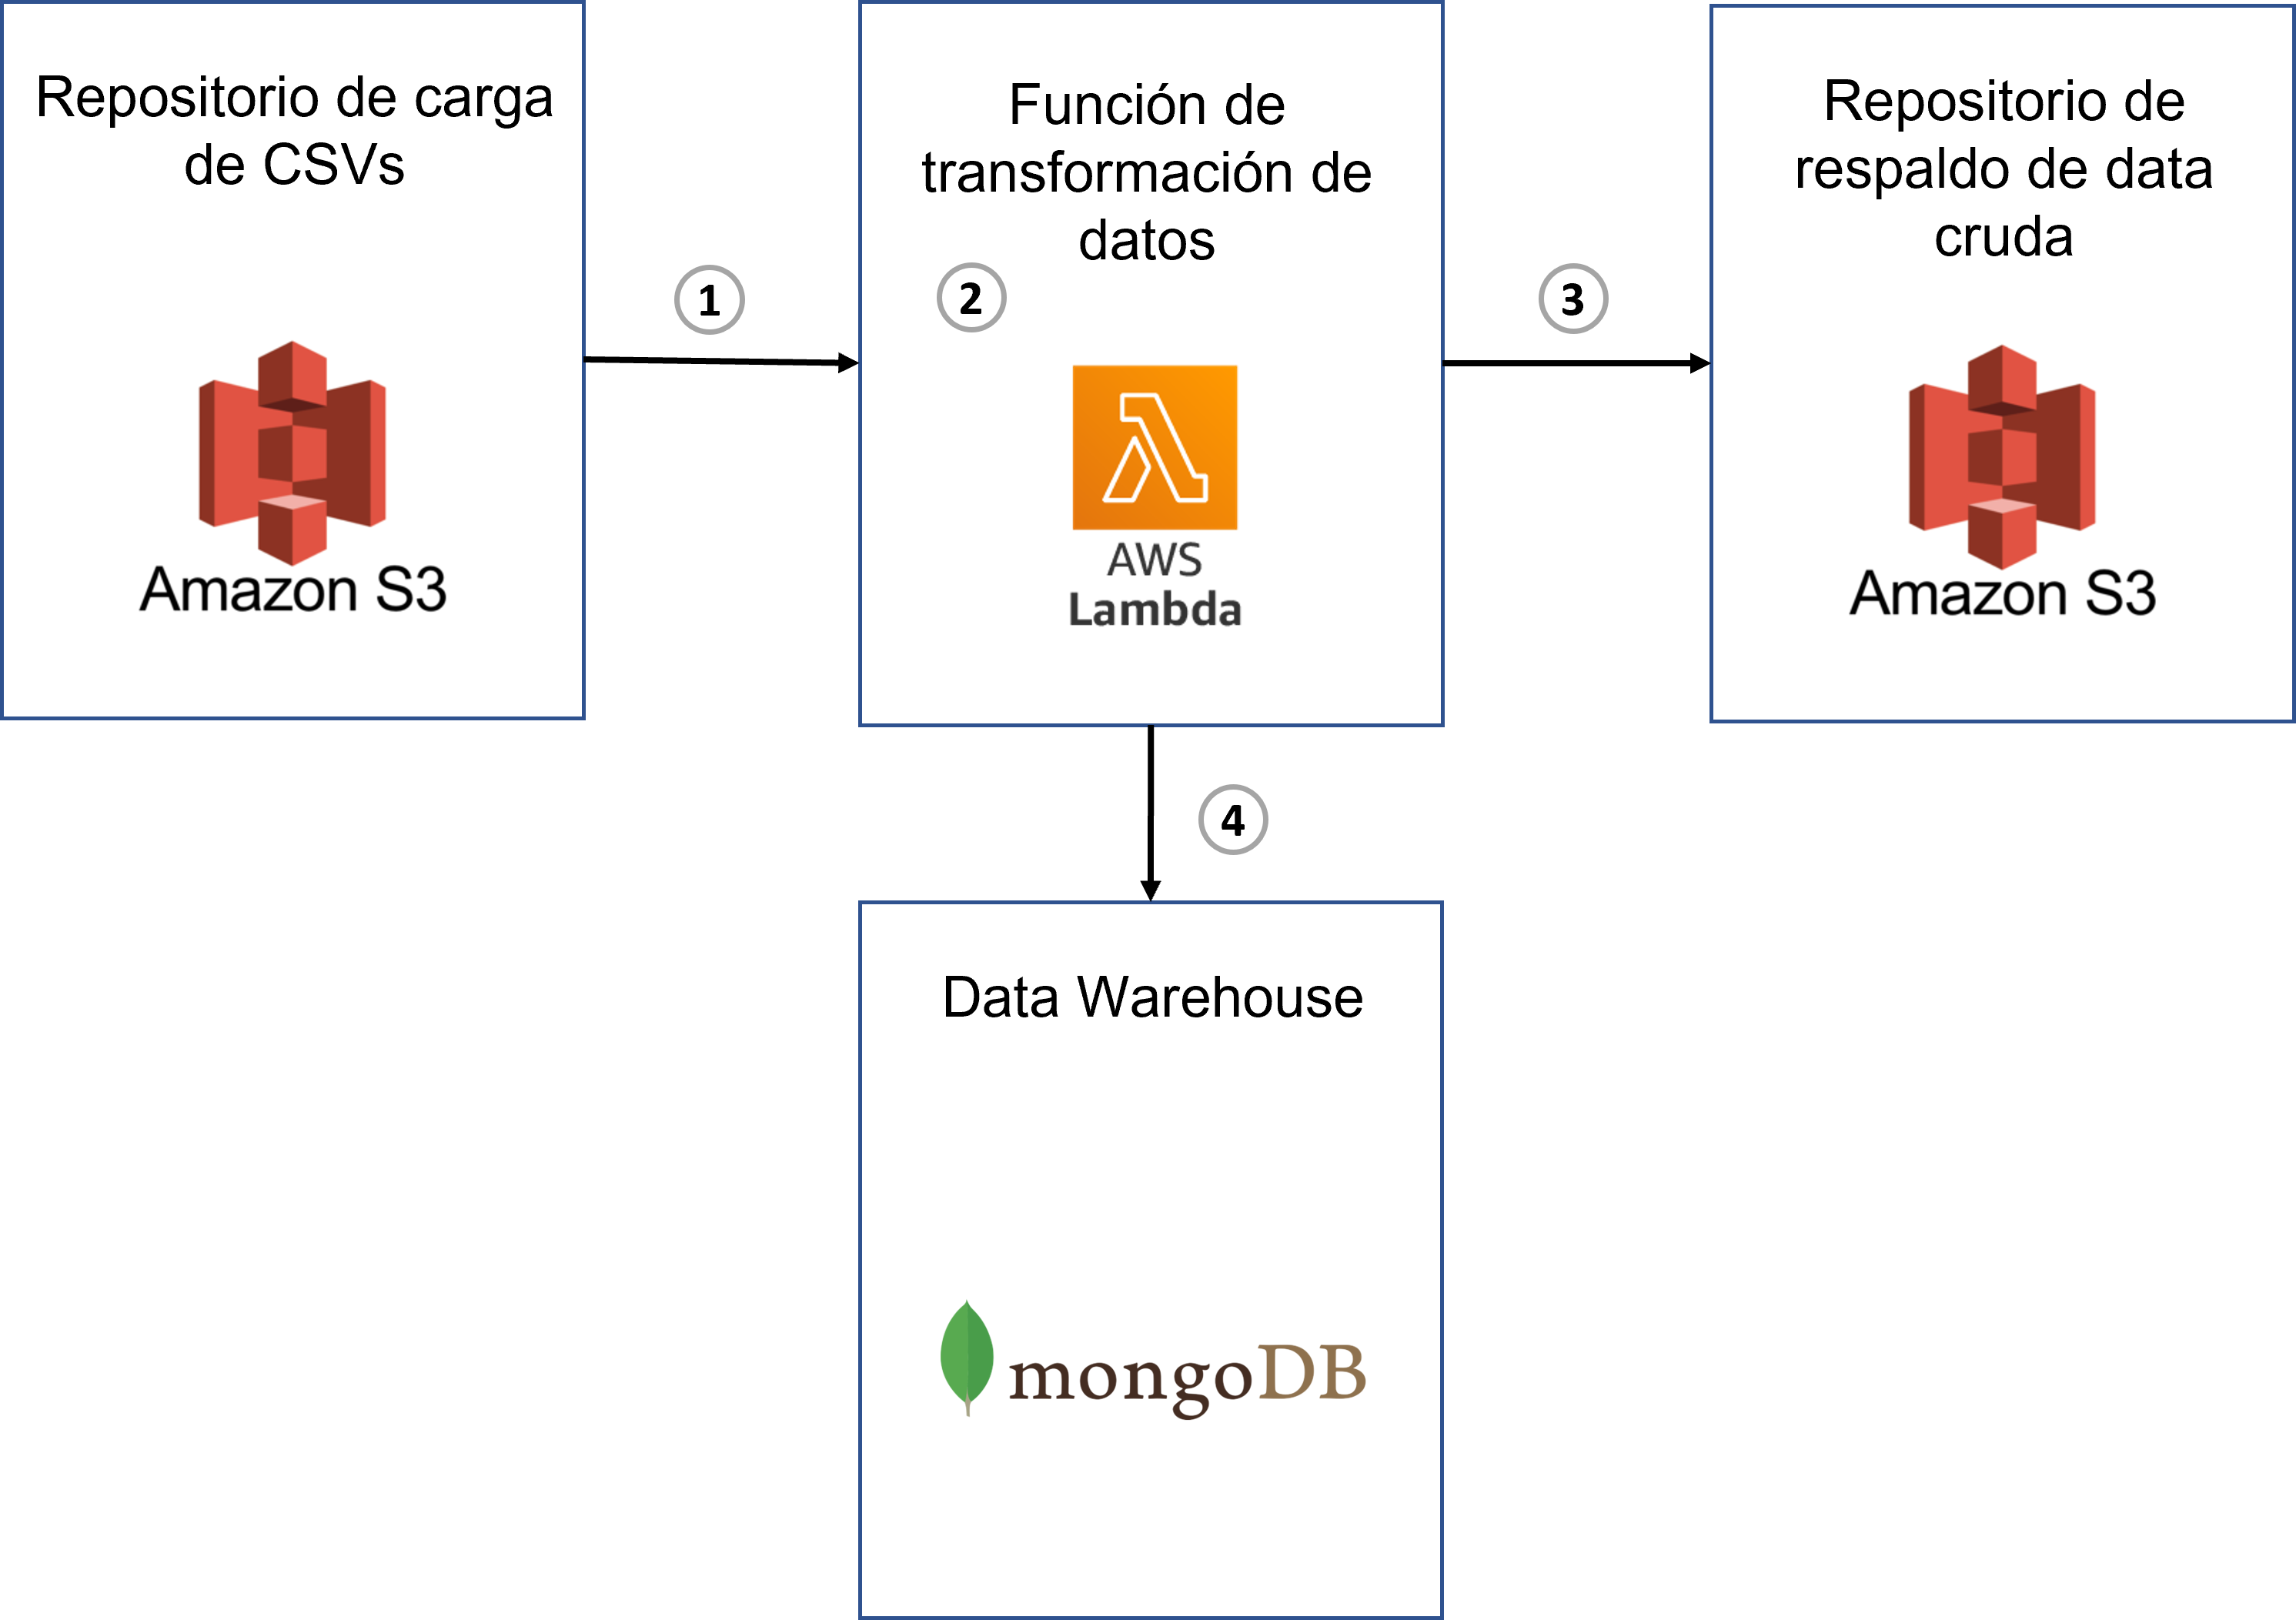 Repositorio de carga
de CSVs
Amazon S3
1
Función de
transformación de
datos
2
AWS
Lambda
3
Repositorio de
respaldo de data
cruda
Amazon S3
4
Data Warehouse
mongoDB